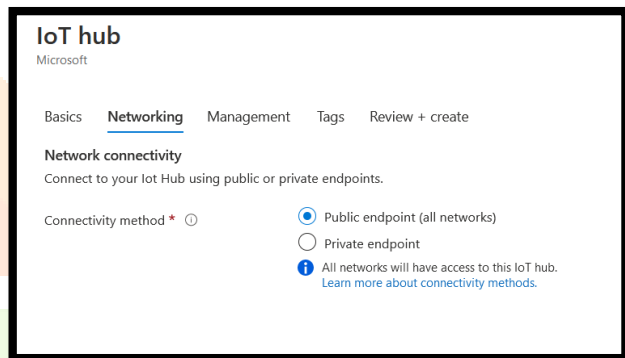 IoT hub
Microsoft
Basics Networking Management Tags Review + create
Network connectivity
Connect to your Iot Hub using public or private endpoints.
Connectivity method * Public endpoint (all networks)
Private endpoint
All networks will have access to this IoT hub.
Learn more about connectivity methods.